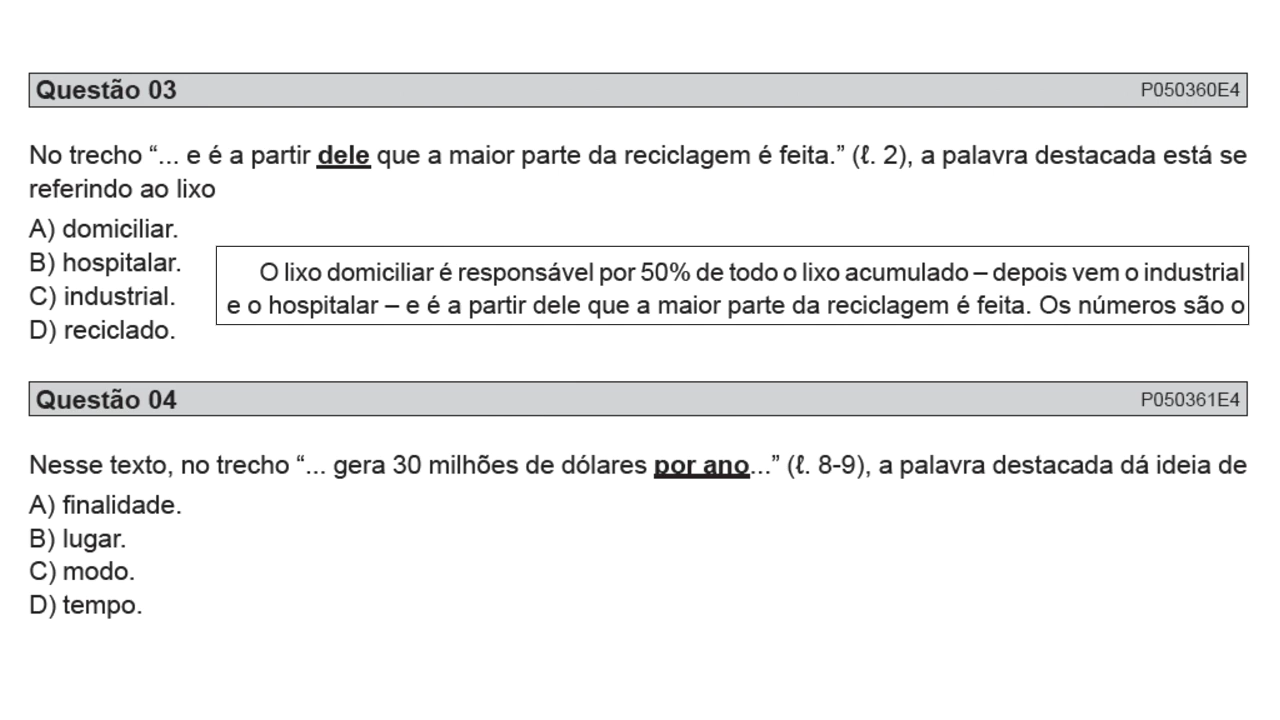 Questão 03 P050360E4
No trecho “... e é a partir dele que a maior parte da reciclagem é feita.” (ℓ. 2), a palavra destacada está se
referindo ao lixo
A) domiciliar.
B) hospitalar.
C) industrial.
D) reciclado.
O lixo domiciliar é responsável por 50% de todo o lixo acumulado – depois vem o industrial
e o hospitalar – e é a partir dele que a maior parte da reciclagem é feita. Os números são o
Questão 04 P050361E4
Nesse texto, no trecho “... gera 30 milhões de dólares por ano...” (ℓ. 8-9), a palavra destacada dá ideia de
A) finalidade.
B) lugar.
C) modo.
D) tempo.